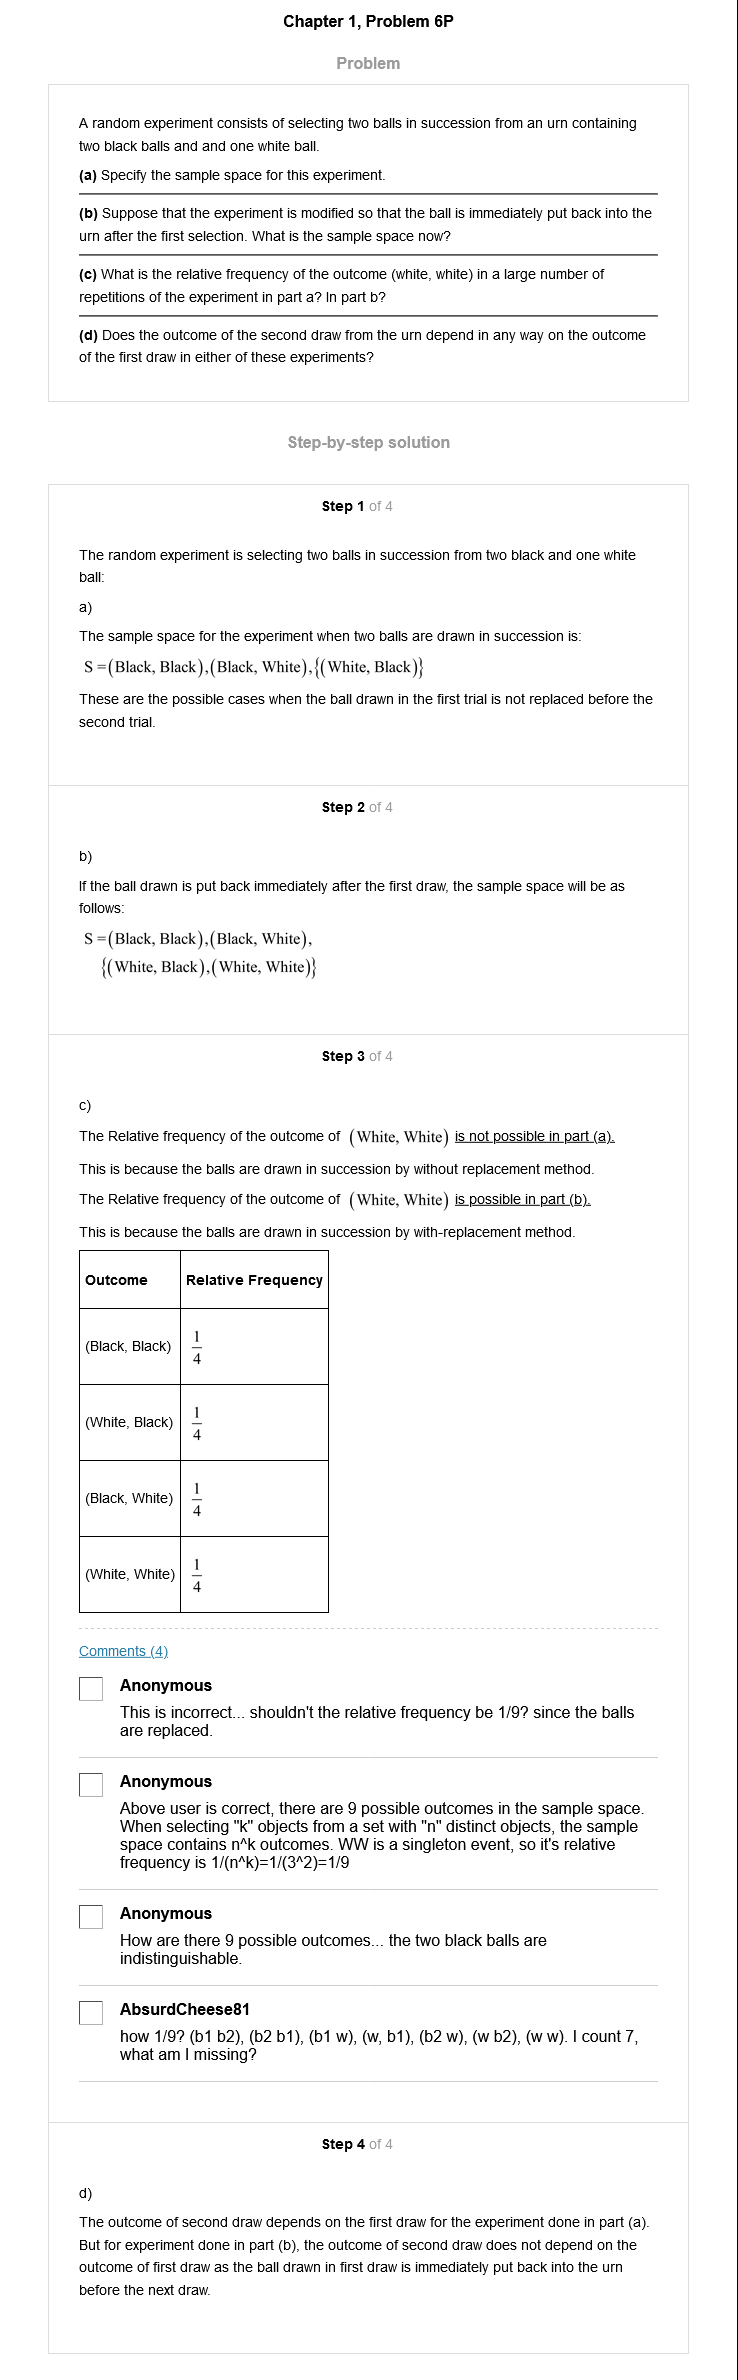 Chapter 1, Problem 6P
Problem
A random experiment consists of selecting two balls in succession from an urn containing
two black balls and and one white ball.
(a) Specify the sample space for this experiment.
(b) Suppose that the experiment is modified so that the ball is immediately put back into the
urn after the first selection. What is the sample space now?
(c) What is the relative frequency of the outcome (white, white) in a large number of
repetitions of the experiment in part a? In part b?
(d) Does the outcome of the second draw from the urn depend in any way on the outcome
of the first draw in either of these experiments?
Step-by-step solution
Step 1 of 4
The random experiment is selecting two balls in succession from two black and one white
ball:
a)
The sample space for the experiment when two balls are drawn in succession is:
S =(Black, Black),(Black, White),{(White, Black)}
These are the possible cases when the ball drawn in the first trial is not replaced before the
second trial.
Step 2 of 4
b)
If the ball drawn is put back immediately after the first draw, the sample space will be as
follows:
S =(Black, Black),(Black, White),
{(White, Black),(White, White)}
Step 3 of 4
c)
The Relative frequency of the outcome of (White, White) is not possible in part (a).
This is because the balls are drawn in succession by without replacement method.
The Relative frequency of the outcome of (White, White) is possible in part (b).
This is because the balls are drawn in succession by with-replacement method.
Outcome Relative Frequency
(Black, Black) 1/4
(White, Black) 1/4
(Black, White) 1/4
(White, White) 1/4
Comments (4)
Anonymous
This is incorrect... shouldn't the relative frequency be 1/9? since the balls
are replaced.
Anonymous
Above user is correct, there are 9 possible outcomes in the sample space.
When selecting "k" objects from a set with "n" distinct objects, the sample
space contains n^k outcomes. WW is a singleton event, so it's relative
frequency is 1/(n^k)=1/(3^2)=1/9
Anonymous
How are there 9 possible outcomes... the two black balls are
indistinguishable.
AbsurdCheese81
how 1/9? (b1 b2), (b2 b1), (b1 w), (w, b1), (b2 w), (w b2), (w w). I count 7,
what am I missing?
Step 4 of 4
d)
The outcome of second draw depends on the first draw for the experiment done in part (a).
But for experiment done in part (b), the outcome of second draw does not depend on the
outcome of first draw as the ball drawn in first draw is immediately put back into the urn
before the next draw.